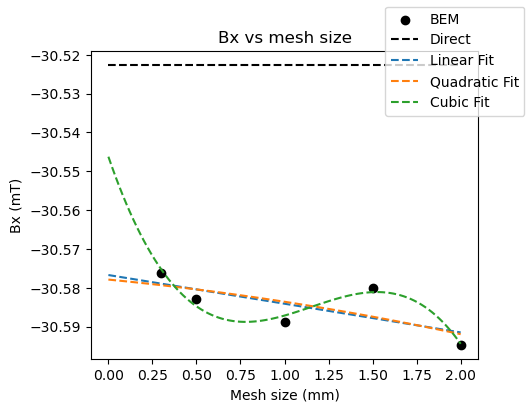 Bx vs mesh size
BEM
Direct
Linear Fit
Quadratic Fit
Cubic Fit
−30.52
−30.53
−30.54
−30.55
−30.56
−30.57
−30.58
−30.59
Bx (mT)
0.00 0.25 0.50 0.75 1.00 1.25 1.50 1.75 2.00
Mesh size (mm)